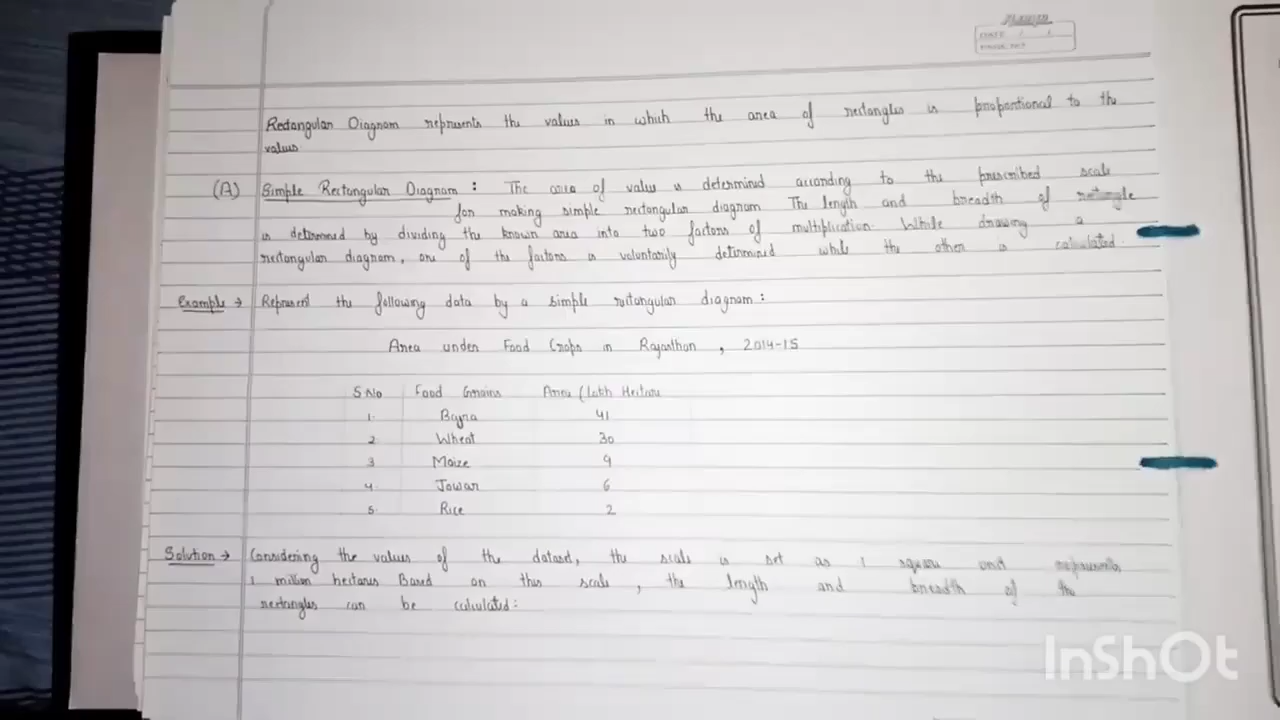 DATE / /
PAGE NO.
Rectangular Diagram represents the values in which the area of rectangles is proportional to the
values
(A) Simple Rectangular Diagram : The area of value is determined according to the prescribed scale
for making simple rectangular diagram The length and breadth of rectangle
is determined by dividing the known area into two factors of multiplication. While drawing a
rectangular diagram, one of the factors is voluntarily determined while the other is calculated.
Example → Represent the following data by a simple rectangular diagram :
Area under Food Crops in Rajasthan , 2014-15
S.No Food Grains Area (lakh Hectare
1. Bajra 41
2 Wheat 30
3 Maize 9
4. Jowar 6
5. Rice 2
Solution → Considering the values of the dataset, the scale is set as 1 square unit represents
1 million hectares Based on this scale , the length and breadth of the
rectangles can be calculated :
InShOt